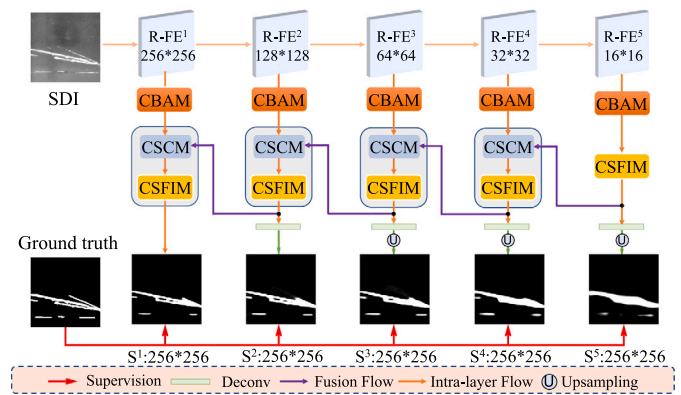 R-FE¹ R-FE² R-FE³ R-FE⁴ R-FE⁵
256*256 128*128 64*64 32*32 16*16
SDI
CBAM CBAM CBAM CBAM CBAM
CSCM CSCM CSCM CSCM
CSFIM
CSFIM CSFIM CSFIM CSFIM
Ground truth
U U U
S¹:256*256 S²:256*256 S³:256*256 S⁴:256*256 S⁵:256*256
Supervision Deconv Fusion Flow Intra-layer Flow U Upsampling